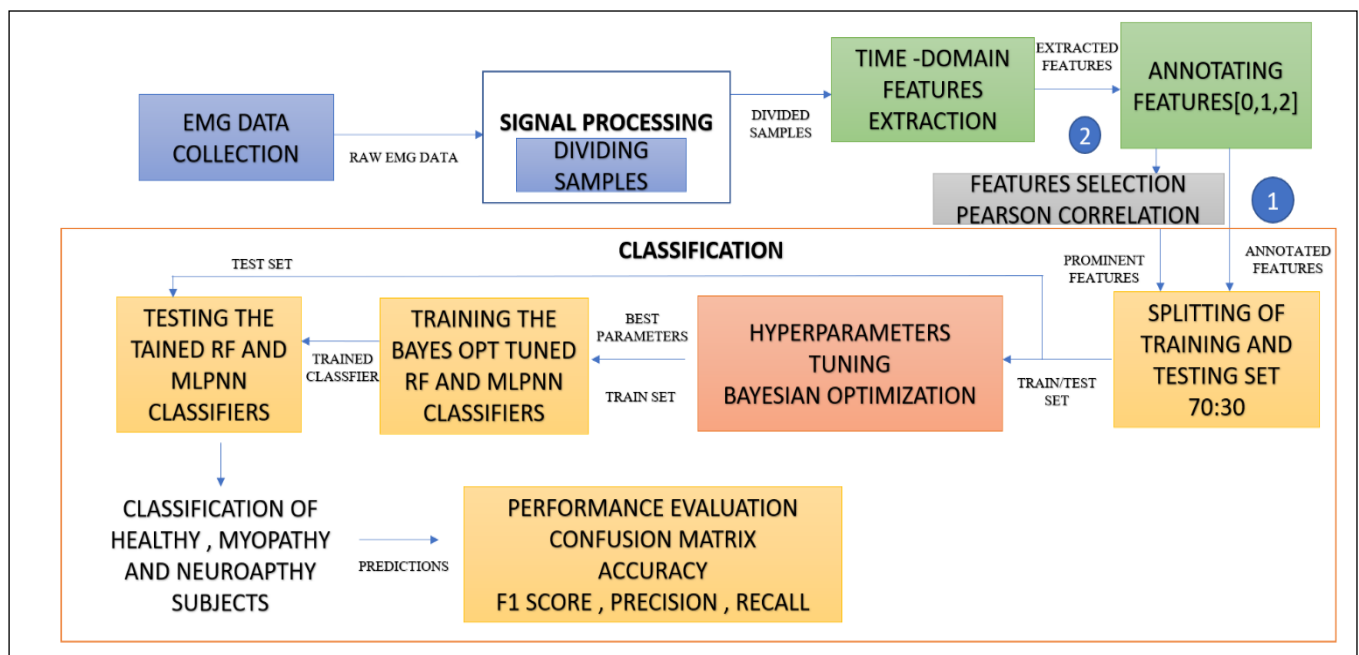 EMG DATA
COLLECTION
RAW EMG DATA
SIGNAL PROCESSING
DIVIDING
SAMPLES
DIVIDED
SAMPLES
TIME -DOMAIN
FEATURES
EXTRACTION
EXTRACTED
FEATURES
ANNOTATING
FEATURES[0,1,2]
2
FEATURES SELECTION
PEARSON CORRELATION
1
CLASSIFICATION
PROMINENT
FEATURES
ANNOTATED
FEATURES
SPLITTING OF
TRAINING AND
TESTING SET
70:30
TRAIN/TEST
SET
HYPERPARAMETERS
TUNING
BAYESIAN OPTIMIZATION
BEST
PARAMETERS
TRAIN SET
TRAINING THE
BAYES OPT TUNED
RF AND MLPNN
CLASSIFIERS
TRAINED
CLASSFIER
TEST SET
TESTING THE
TAINED RF AND
MLPNN
CLASSIFIERS
CLASSIFICATION OF
HEALTHY , MYOPATHY
AND NEUROAPTHY
SUBJECTS
PREDICTIONS
PERFORMANCE EVALUATION
CONFUSION MATRIX
ACCURACY
F1 SCORE , PRECISION , RECALL